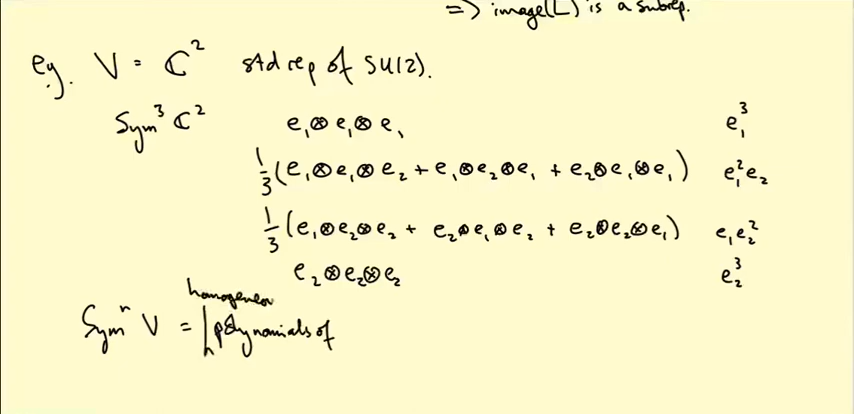 => image(L) is a subrep.
e.g. V = ℂ² std rep of SU(2).
Sym³ ℂ² e₁⊗e₁⊗e₁ e₁³
1/3(e₁⊗e₁⊗e₂ + e₁⊗e₂⊗e₁ + e₂⊗e₁⊗e₁) e₁²e₂
1/3(e₁⊗e₂⊗e₂ + e₂⊗e₁⊗e₂ + e₂⊗e₂⊗e₁) e₁e₂²
e₂⊗e₂⊗e₂ e₂³
homogeneous
Symⁿ V = polynomials of